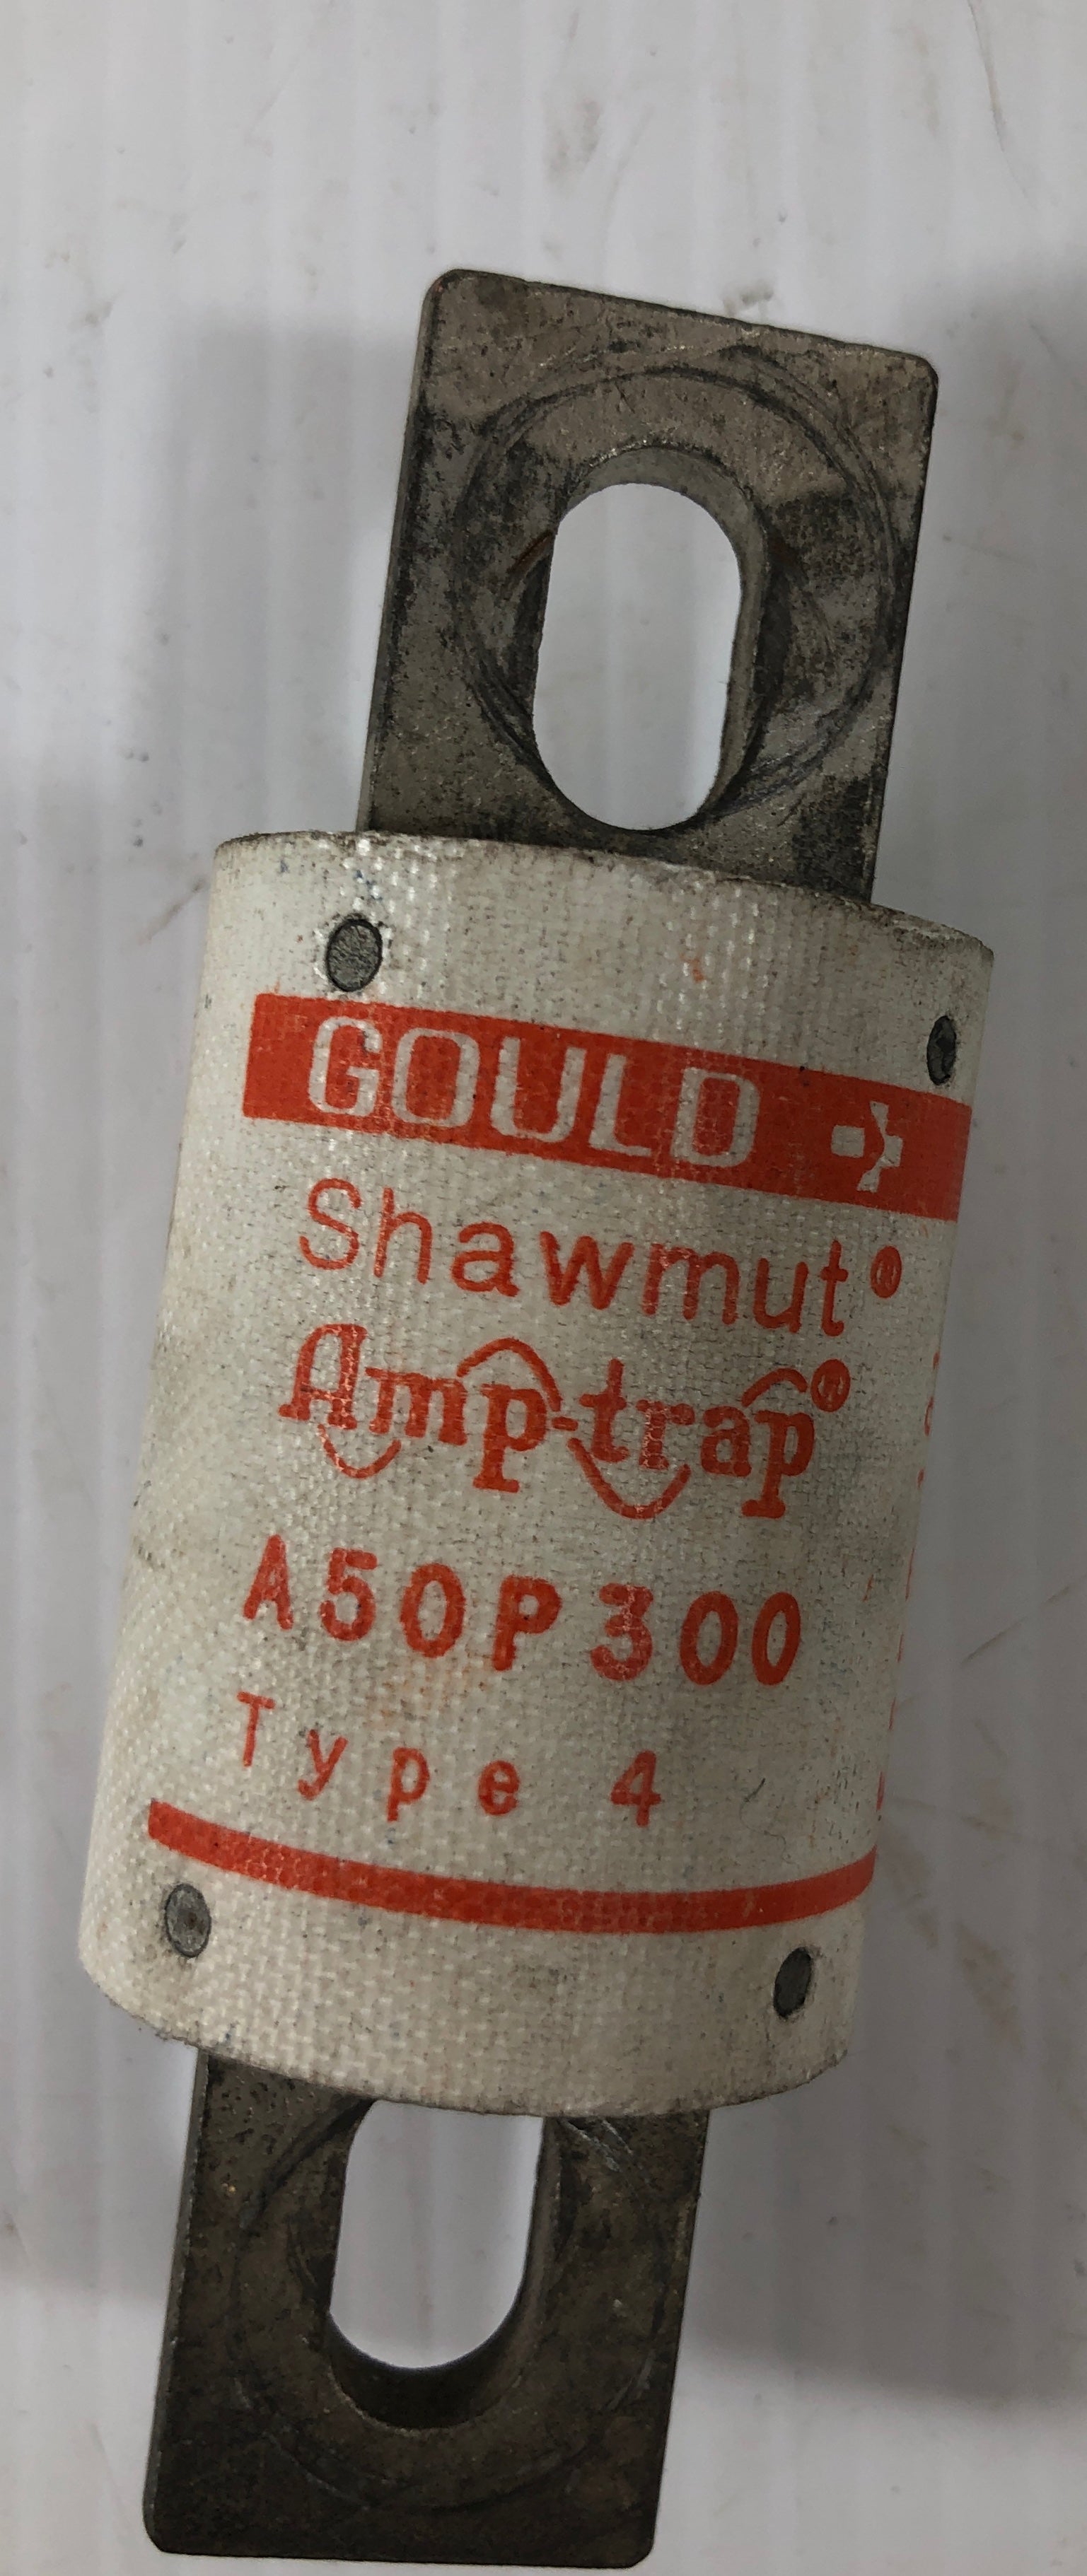 GOULD
Shawmut®
Amp-trap®
A50P300
Type 4